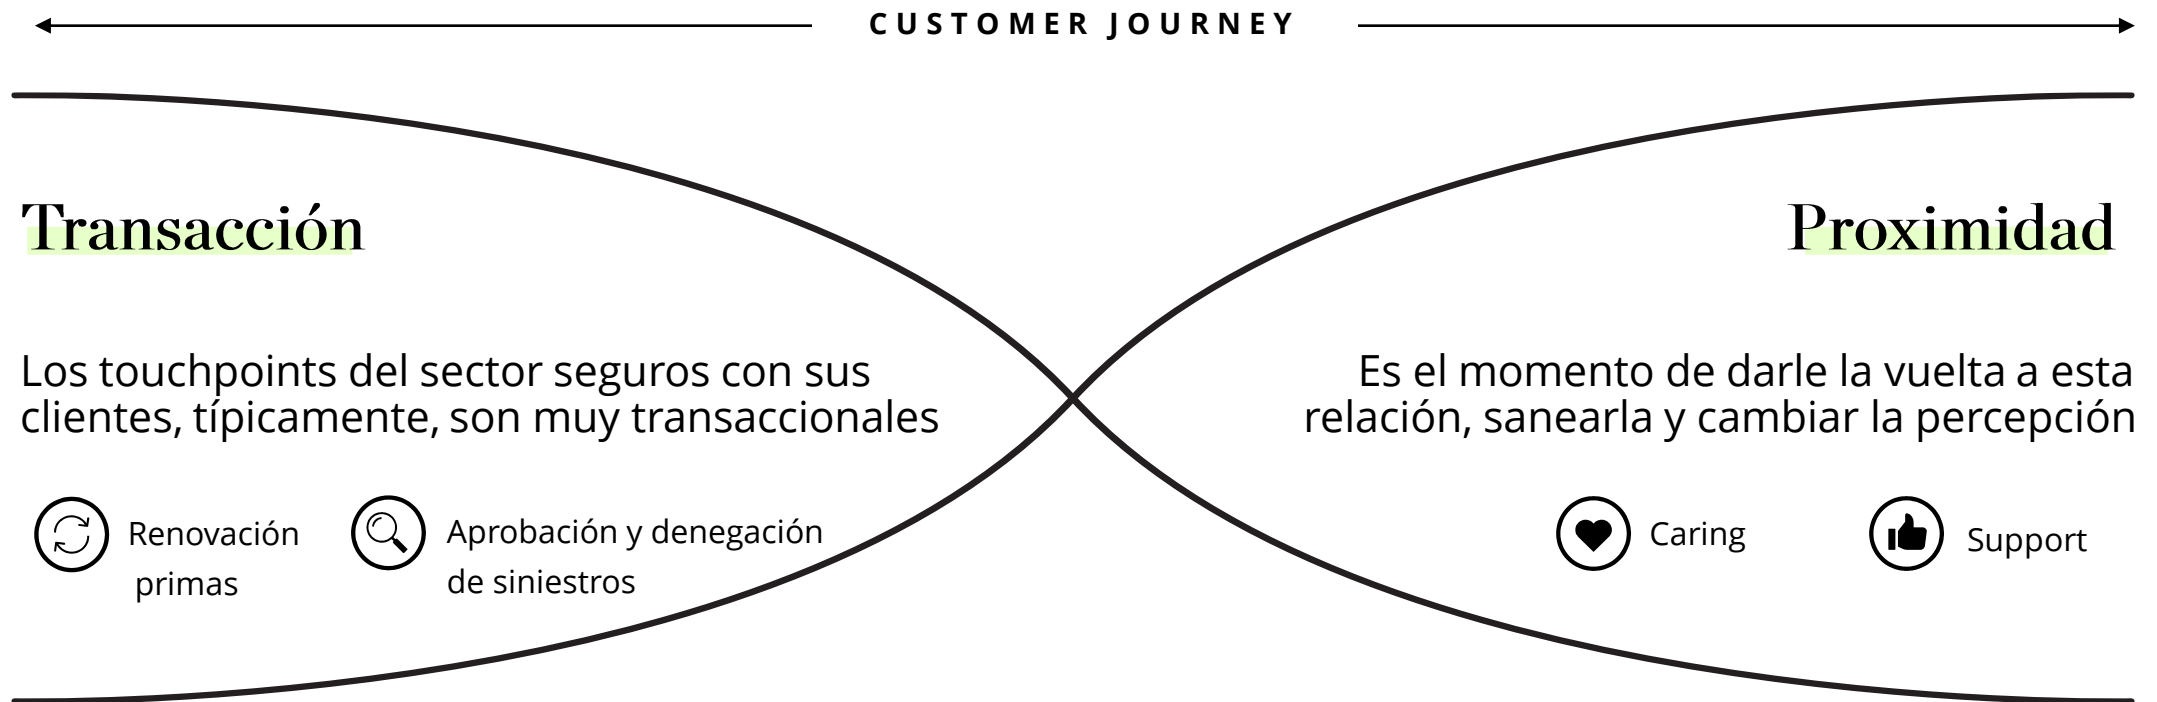 CUSTOMER JOURNEY
Transacción
Los touchpoints del sector seguros con sus
clientes, típicamente, son muy transaccionales
Renovación
primas
Aprobación y denegación
de siniestros
Proximidad
Es el momento de darle la vuelta a esta
relación, sanearla y cambiar la percepción
Caring
Support